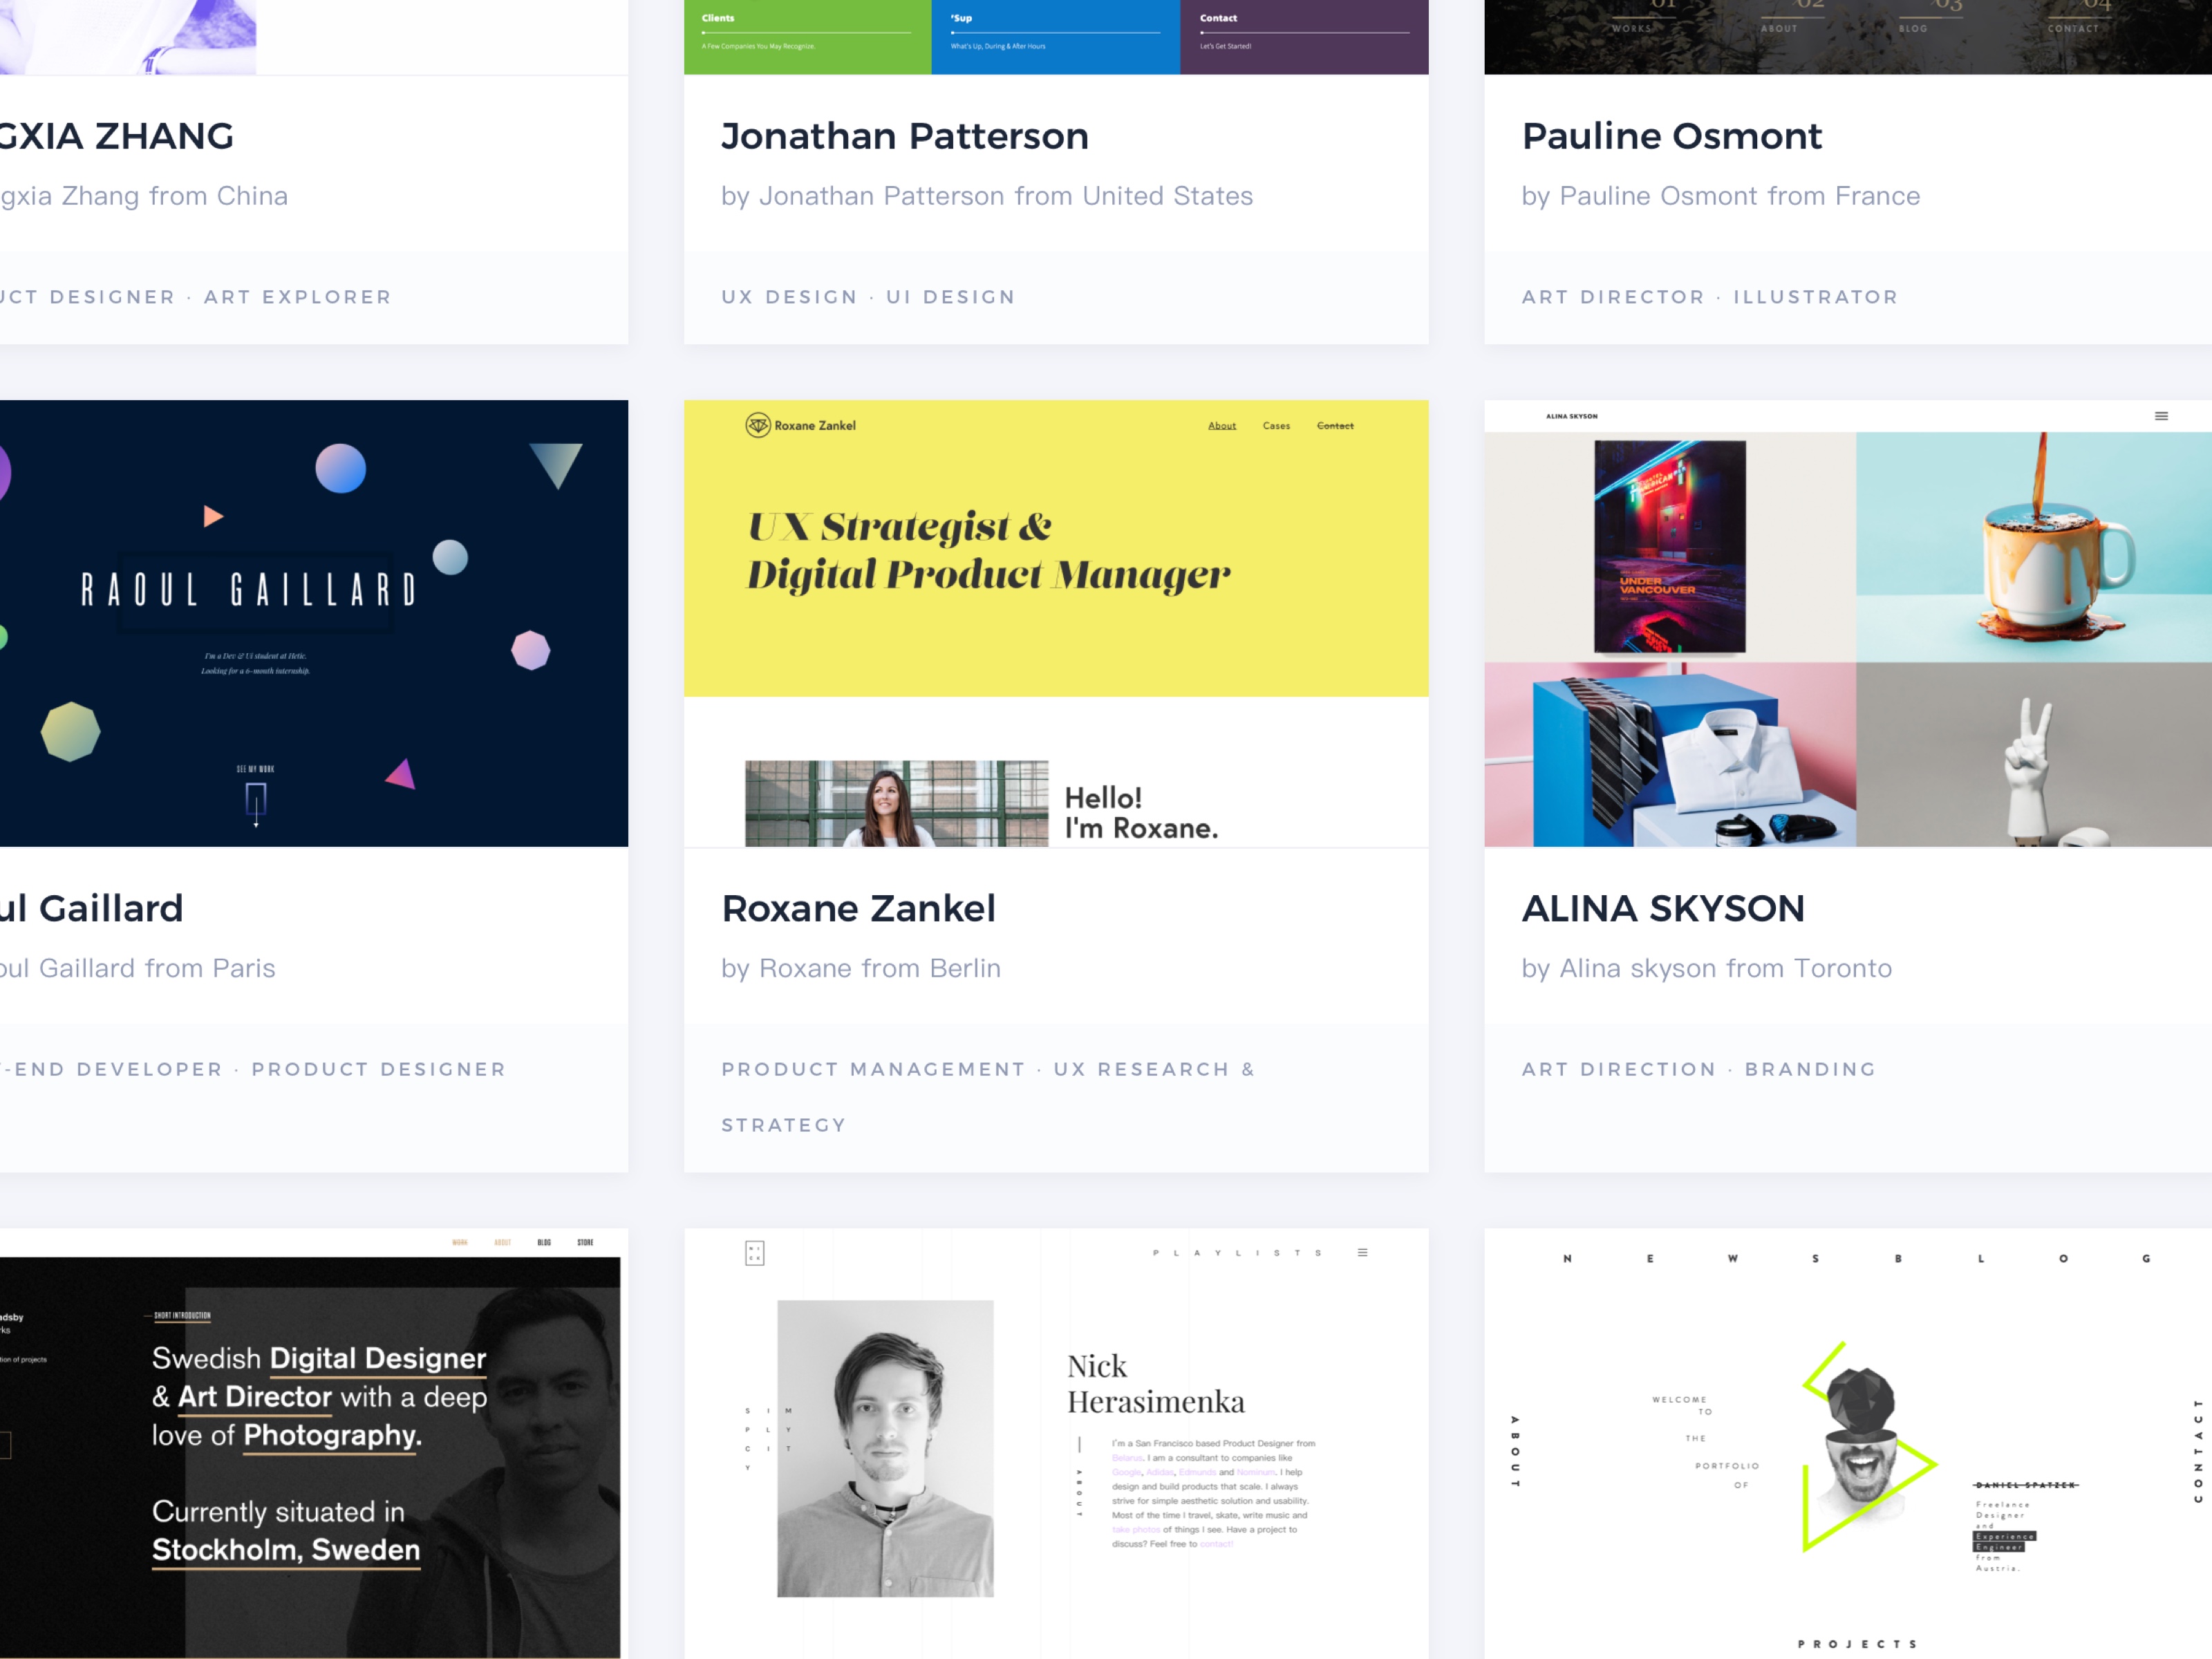 Clients
A Few Companies You May Recognize.
'Sup
What's Up, During & After Hours
Contact
Let's Get Started!
01
WORKS
02
ABOUT
03
BLOG
04
CONTACT
GXIA ZHANG
gxia Zhang from China
UCT DESIGNER · ART EXPLORER
Jonathan Patterson
by Jonathan Patterson from United States
UX DESIGN · UI DESIGN
Pauline Osmont
by Pauline Osmont from France
ART DIRECTOR · ILLUSTRATOR
RAOUL GAILLARD
I'm a Dev & Ui student at Hetic.
Looking for a 6-month internship.
SEE MY WORK
ul Gaillard
oul Gaillard from Paris
-END DEVELOPER · PRODUCT DESIGNER
Roxane Zankel
About Cases Contact
UX Strategist &
Digital Product Manager
Hello!
I'm Roxane.
Roxane Zankel
by Roxane from Berlin
PRODUCT MANAGEMENT · UX RESEARCH &
STRATEGY
ALINA SKYSON
UNDER
VANCOUVER
ALINA SKYSON
by Alina skyson from Toronto
ART DIRECTION · BRANDING
WORK ABOUT BLOG STORE
adsby
rks
tion of projects
SHORT INTRODUCTION
Swedish Digital Designer
& Art Director with a deep
love of Photography.
Currently situated in
Stockholm, Sweden
NI
CK
PLAYLISTS
SIM
PLI
CIT
Y
Nick
Herasimenka
ABOUT
I'm a San Francisco based Product Designer from
Belarus. I am a consultant to companies like
Google, Adidas, Edmunds and Nominum. I help
design and build products that scale. I always
strive for simple aesthetic solution and usability.
Most of the time I travel, skate, write music and
take photos of things I see. Have a project to
discuss? Feel free to contact!
NEWSBLOG
ABOUT
WELCOME
TO
THE
PORTFOLIO
OF
DANIEL SPATZEK
Freelance
Designer
and
Experience
Engineer
from
Austria.
CONTACT
PROJECTS